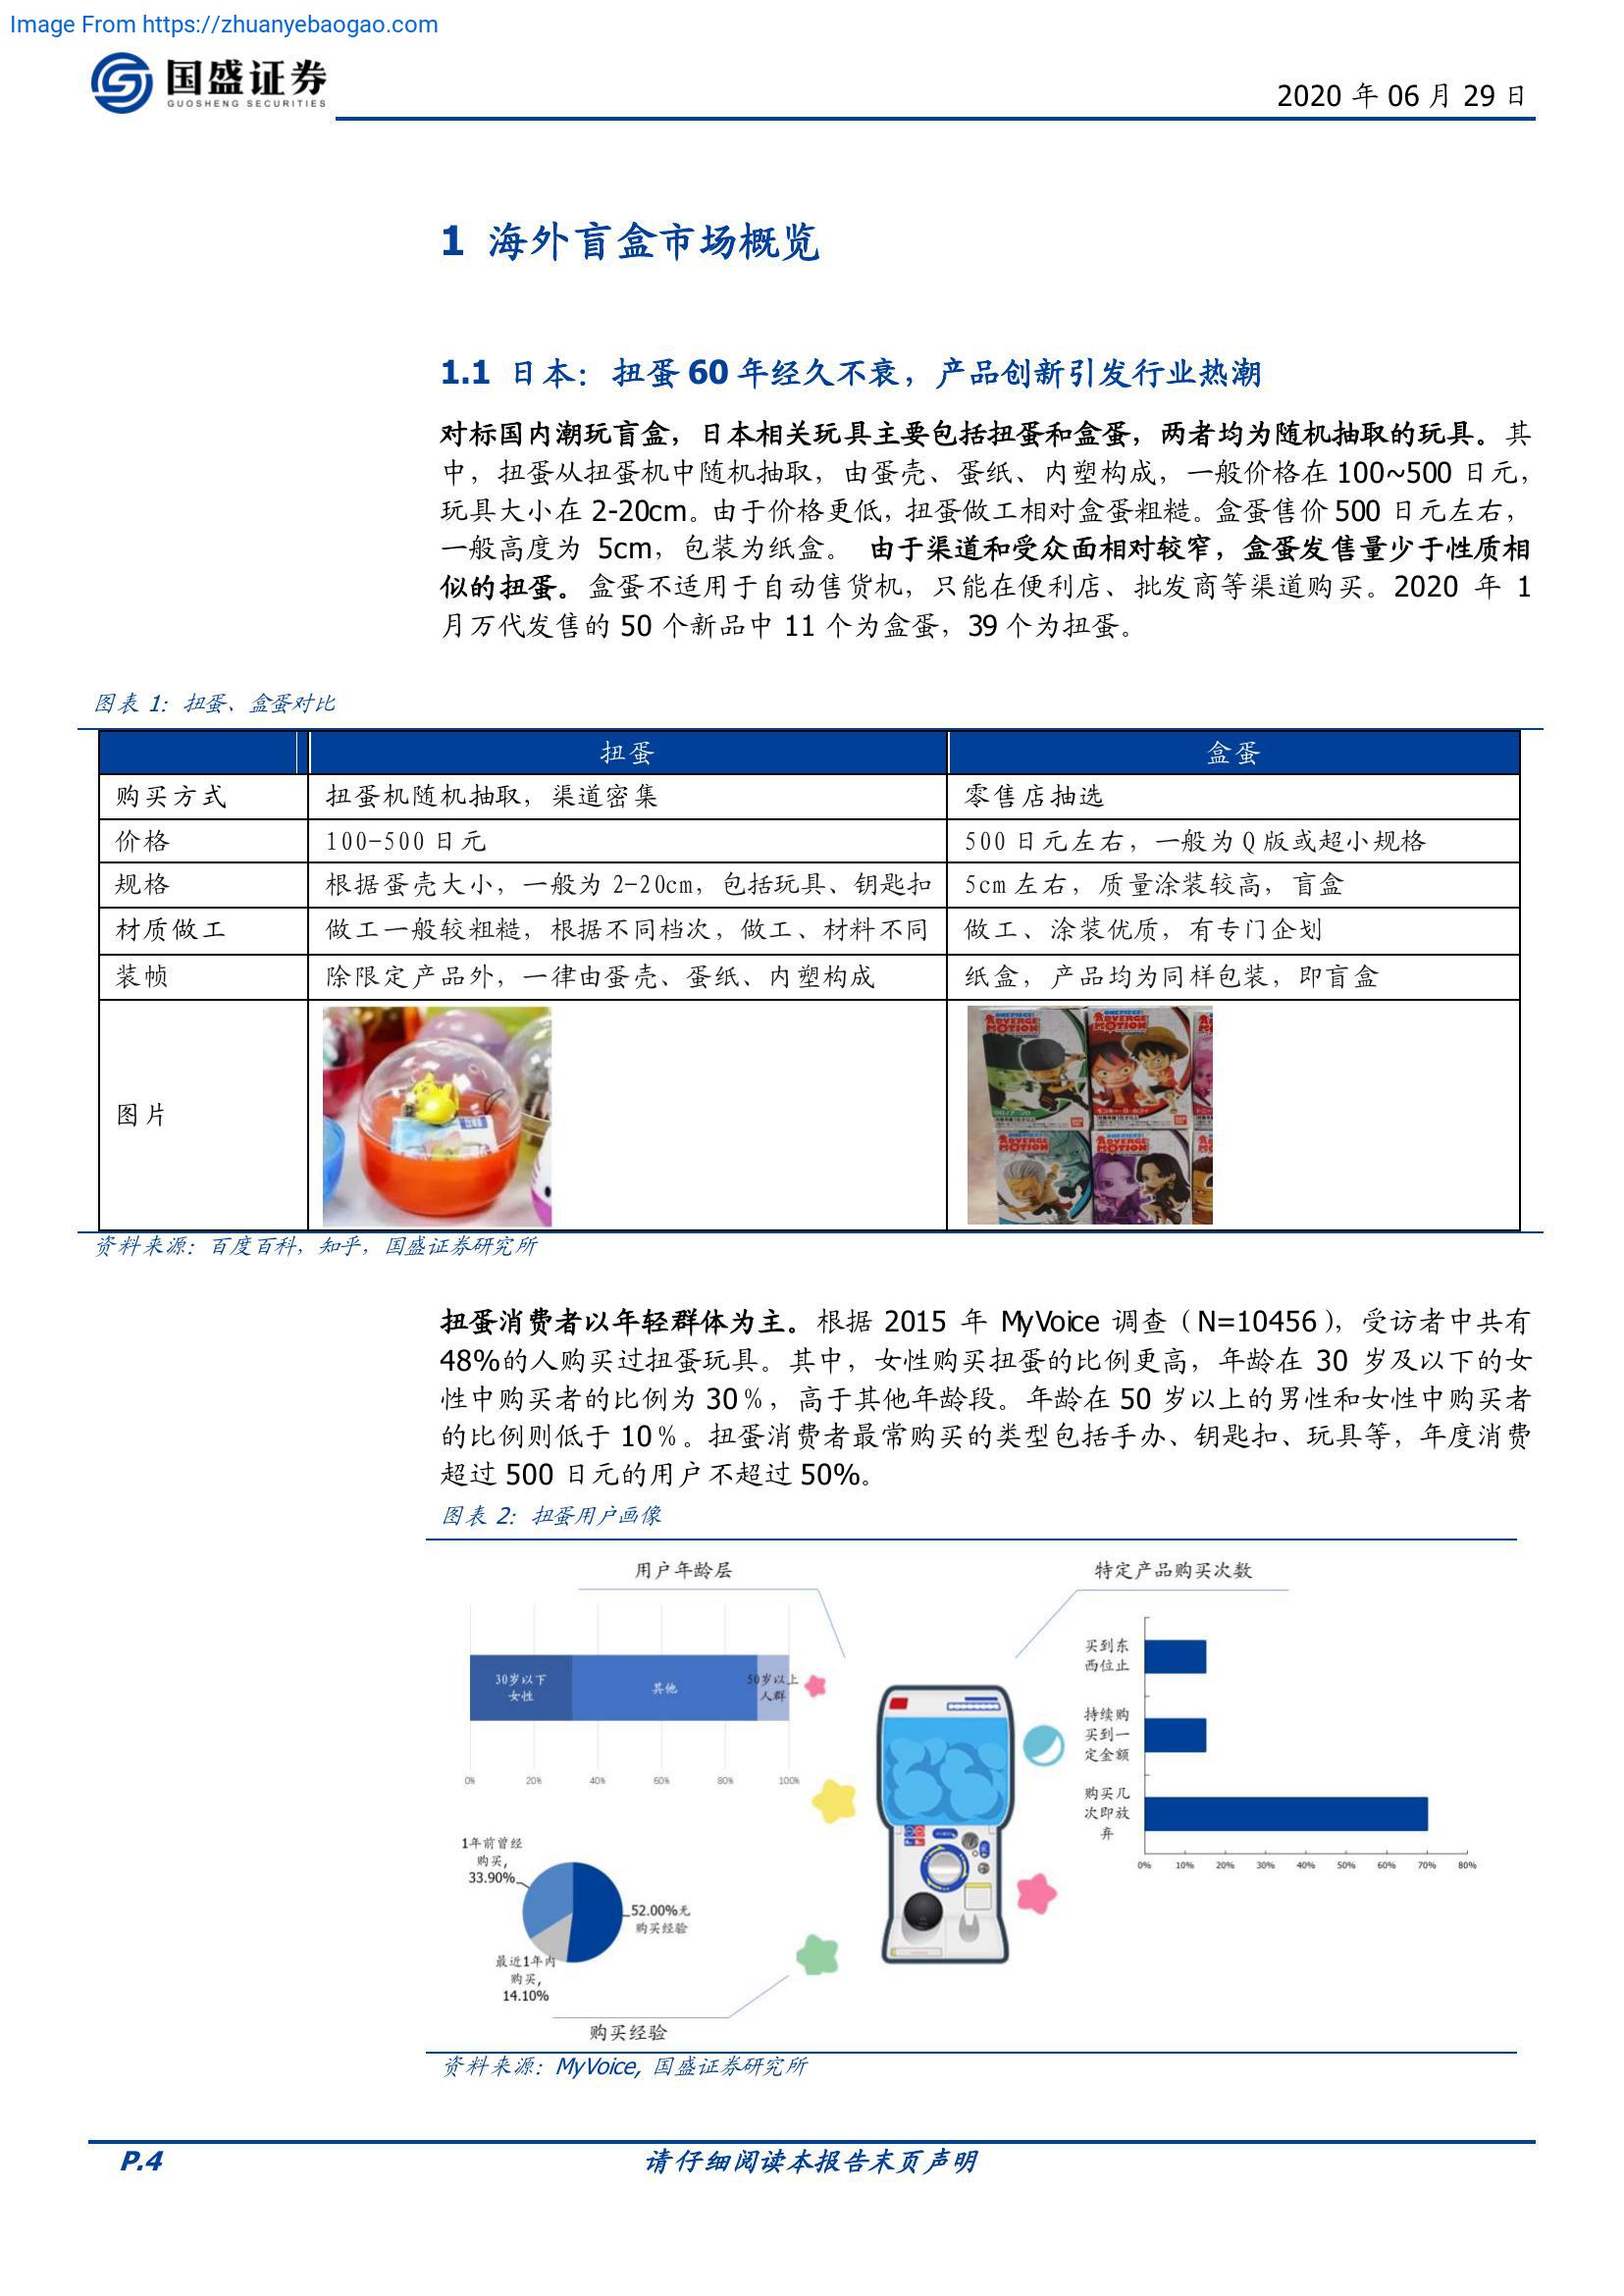 Image From https://zhuanyebaogao.com
国盛证券
GUOSHENG SECURITIES
2020 年 06 月 29 日
1 海外盲盒市场概览
1.1 日本：扭蛋 60 年经久不衰，产品创新引发行业热潮
对标国内潮玩盲盒，日本相关玩具主要包括扭蛋和盒蛋，两者均为随机抽取的玩具。其
中，扭蛋从扭蛋机中随机抽取，由蛋壳、蛋纸、内塑构成，一般价格在 100~500 日元，
玩具大小在 2-20cm。由于价格更低，扭蛋做工相对盒蛋粗糙。盒蛋售价 500 日元左右，
一般高度为 5cm，包装为纸盒。 由于渠道和受众面相对较窄，盒蛋发售量少于性质相
似的扭蛋。盒蛋不适用于自动售货机，只能在便利店、批发商等渠道购买。2020 年 1
月万代发售的 50 个新品中 11 个为盒蛋，39 个为扭蛋。
图表 1：扭蛋、盒蛋对比
扭蛋 盒蛋
购买方式 扭蛋机随机抽取，渠道密集 零售店抽选
价格 100-500 日元 500 日元左右，一般为 Q 版或超小规格
规格 根据蛋壳大小，一般为 2-20cm，包括玩具、钥匙扣 5cm 左右，质量涂装较高，盲盒
材质做工 做工一般较粗糙，根据不同档次，做工、材料不同 做工、涂装优质，有专门企划
装帧 除限定产品外，一律由蛋壳、蛋纸、内塑构成 纸盒，产品均为同样包装，即盲盒
图片
ONE PIECE ADVERGE MOTION ONE PIECE ADVERGE MOTION
ADVERGE MOTION ADVERGE MOTION
资料来源：百度百科，知乎，国盛证券研究所
扭蛋消费者以年轻群体为主。根据 2015 年 MyVoice 调查（N=10456），受访者中共有
48%的人购买过扭蛋玩具。其中，女性购买扭蛋的比例更高，年龄在 30 岁及以下的女
性中购买者的比例为 30%，高于其他年龄段。年龄在 50 岁以上的男性和女性中购买者
的比例则低于 10%。扭蛋消费者最常购买的类型包括手办、钥匙扣、玩具等，年度消费
超过 500 日元的用户不超过 50%。
图表 2：扭蛋用户画像
用户年龄层
30岁以下
女性
其他
50岁以上
人群
0% 20% 40% 60% 80% 100%
特定产品购买次数
买到东
西位止
持续购
买到一
定金额
购买几
次即放
弃
0% 10% 20% 30% 40% 50% 60% 70% 80%
1年前曾经
购买，
33.90%
52.00%无
购买经验
最近1年内
购买，
14.10%
购买经验
资料来源：MyVoice, 国盛证券研究所
P.4
请仔细阅读本报告末页声明